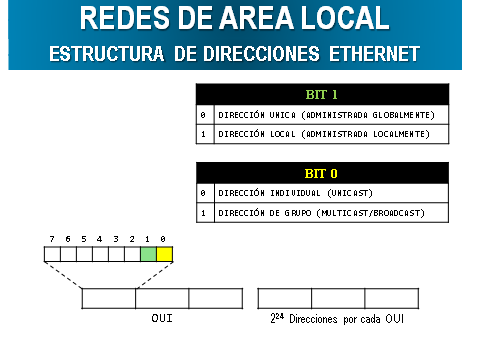 REDES DE AREA LOCAL
ESTRUCTURA DE DIRECCIONES ETHERNET
BIT 1
0 DIRECCIÓN UNICA (ADMINISTRADA GLOBALMENTE)
1 DIRECCIÓN LOCAL (ADMINISTRADA LOCALMENTE)
BIT 0
0 DIRECCIÓN INDIVIDUAL (UNICAST)
1 DIRECCIÓN DE GRUPO (MULTICAST/BROADCAST)
7 6 5 4 3 2 1 0
OUI
2²⁴ Direcciones por cada OUI